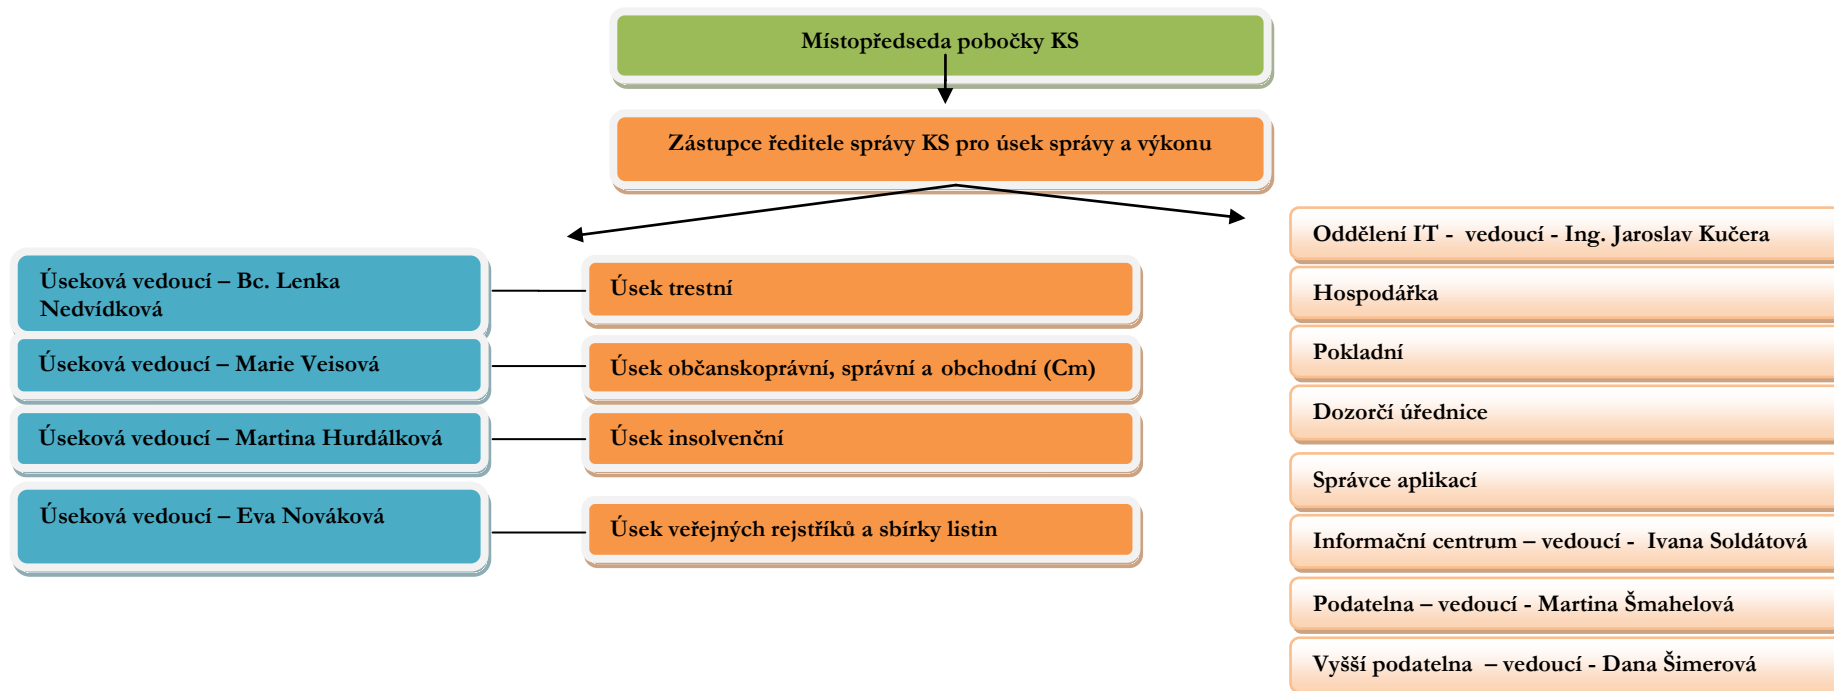 Místopředseda pobočky KS
Zástupce ředitele správy KS pro úsek správy a výkonu
Úseková vedoucí – Bc. Lenka
Nedvídková
Úsek trestní
Úseková vedoucí – Marie Veisová
Úsek občanskoprávní, správní a obchodní (Cm)
Úseková vedoucí – Martina Hurdálková
Úsek insolvenční
Úseková vedoucí – Eva Nováková
Úsek veřejných rejstříků a sbírky listin
Oddělení IT - vedoucí - Ing. Jaroslav Kučera
Hospodářka
Pokladní
Dozorčí úřednice
Správce aplikací
Informační centrum – vedoucí - Ivana Soldátová
Podatelna – vedoucí - Martina Šmahelová
Vyšší podatelna – vedoucí - Dana Šimerová